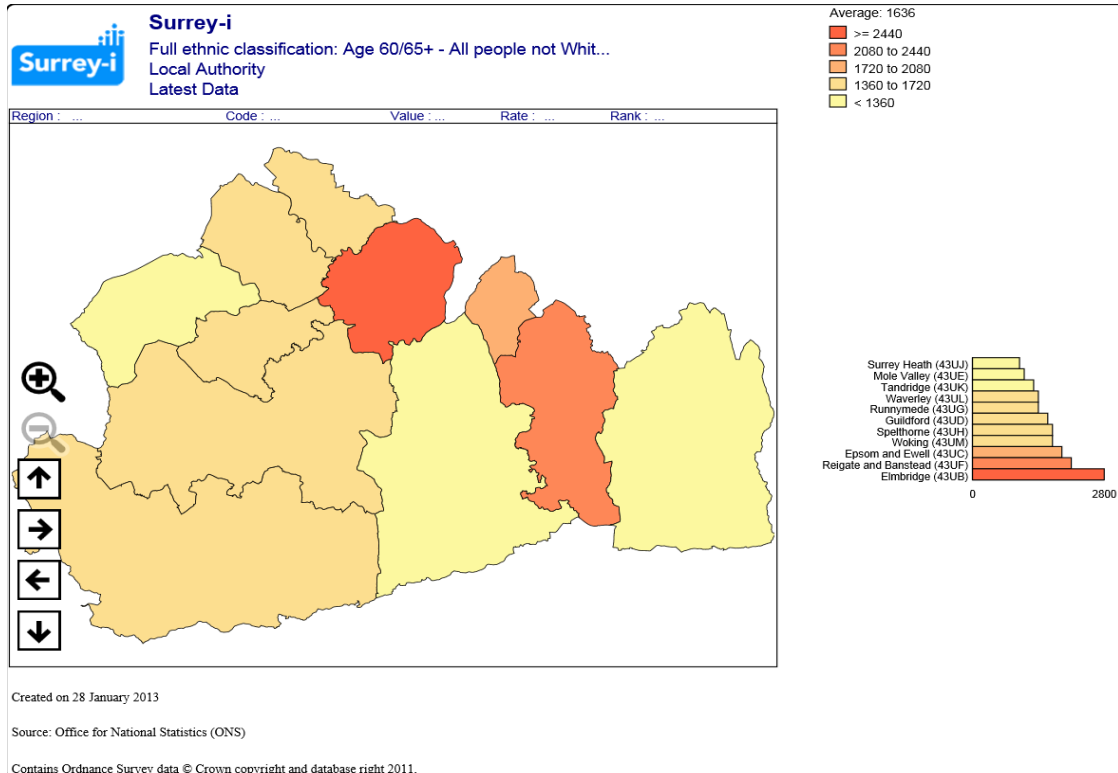 Surrey-i
Surrey-i
Full ethnic classification: Age 60/65+ - All people not Whit...
Local Authority
Latest Data
Region : ... Code : ... Value : ... Rate : ... Rank : ...
Average: 1636
>= 2440
2080 to 2440
1720 to 2080
1360 to 1720
< 1360
Surrey Heath (43UJ)
Mole Valley (43UE)
Tandridge (43UK)
Waverley (43UL)
Runnymede (43UG)
Guildford (43UD)
Spelthorne (43UH)
Woking (43UM)
Epsom and Ewell (43UC)
Reigate and Banstead (43UF)
Elmbridge (43UB)
0 2800
Created on 28 January 2013
Source: Office for National Statistics (ONS)
Contains Ordnance Survey data © Crown copyright and database right 2011.